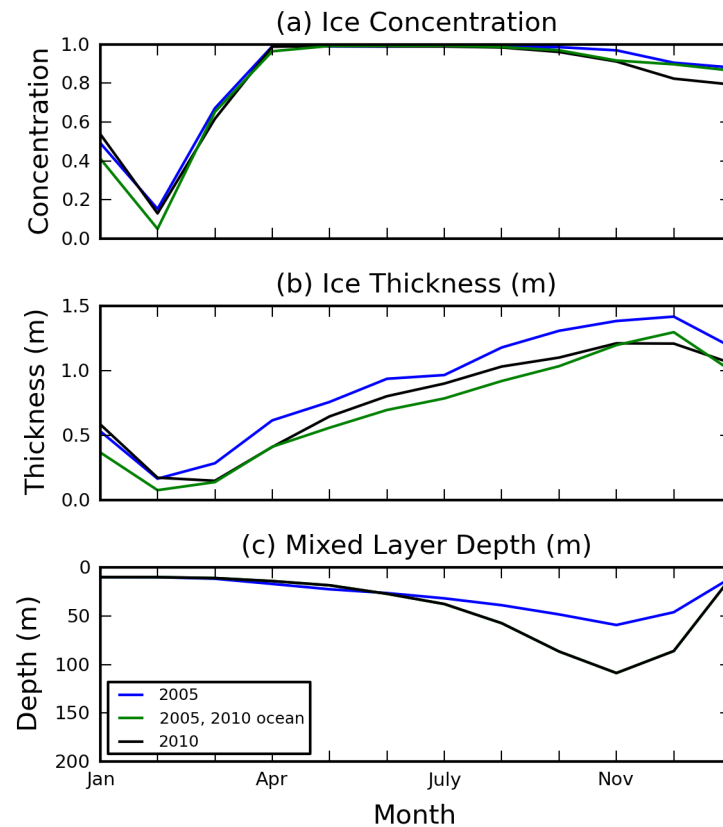 (a) Ice Concentration
1.0
0.8
0.6
0.4
0.2
0.0
Concentration
(b) Ice Thickness (m)
1.5
1.0
0.5
0.0
Thickness (m)
(c) Mixed Layer Depth (m)
0
50
100
150
200
Depth (m)
2005
2005, 2010 ocean
2010
Jan Apr July Nov
Month